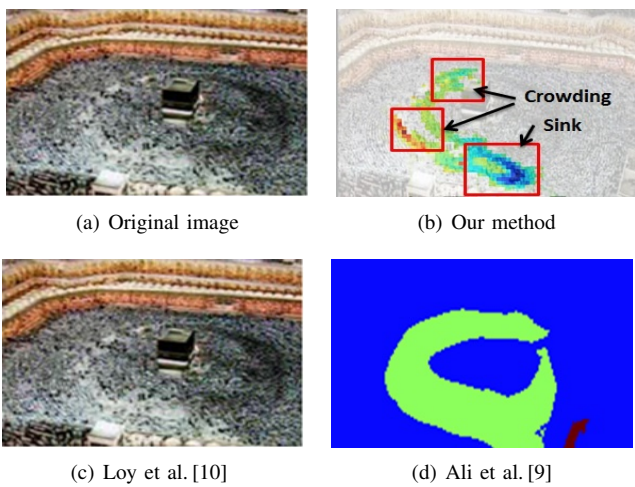 Crowding
Sink
(a) Original image
(b) Our method
(c) Loy et al. [10]
(d) Ali et al. [9]